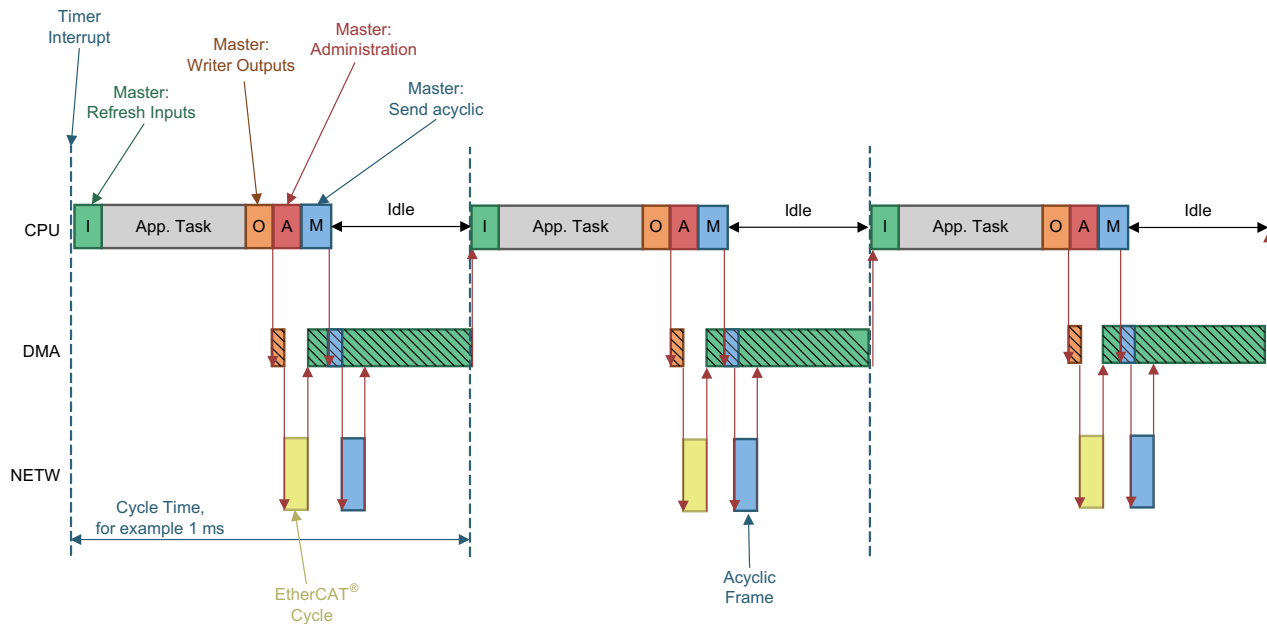 Timer
Interrupt
Master:
Writer Outputs
Master:
Administration
Master:
Refresh Inputs
Master:
Send acyclic
CPU
I
App. Task
O
A
M
Idle
I
App. Task
O
A
M
Idle
I
App. Task
O
A
M
Idle
DMA
NETW
Cycle Time,
for example 1 ms
EtherCAT®
Cycle
Acyclic
Frame